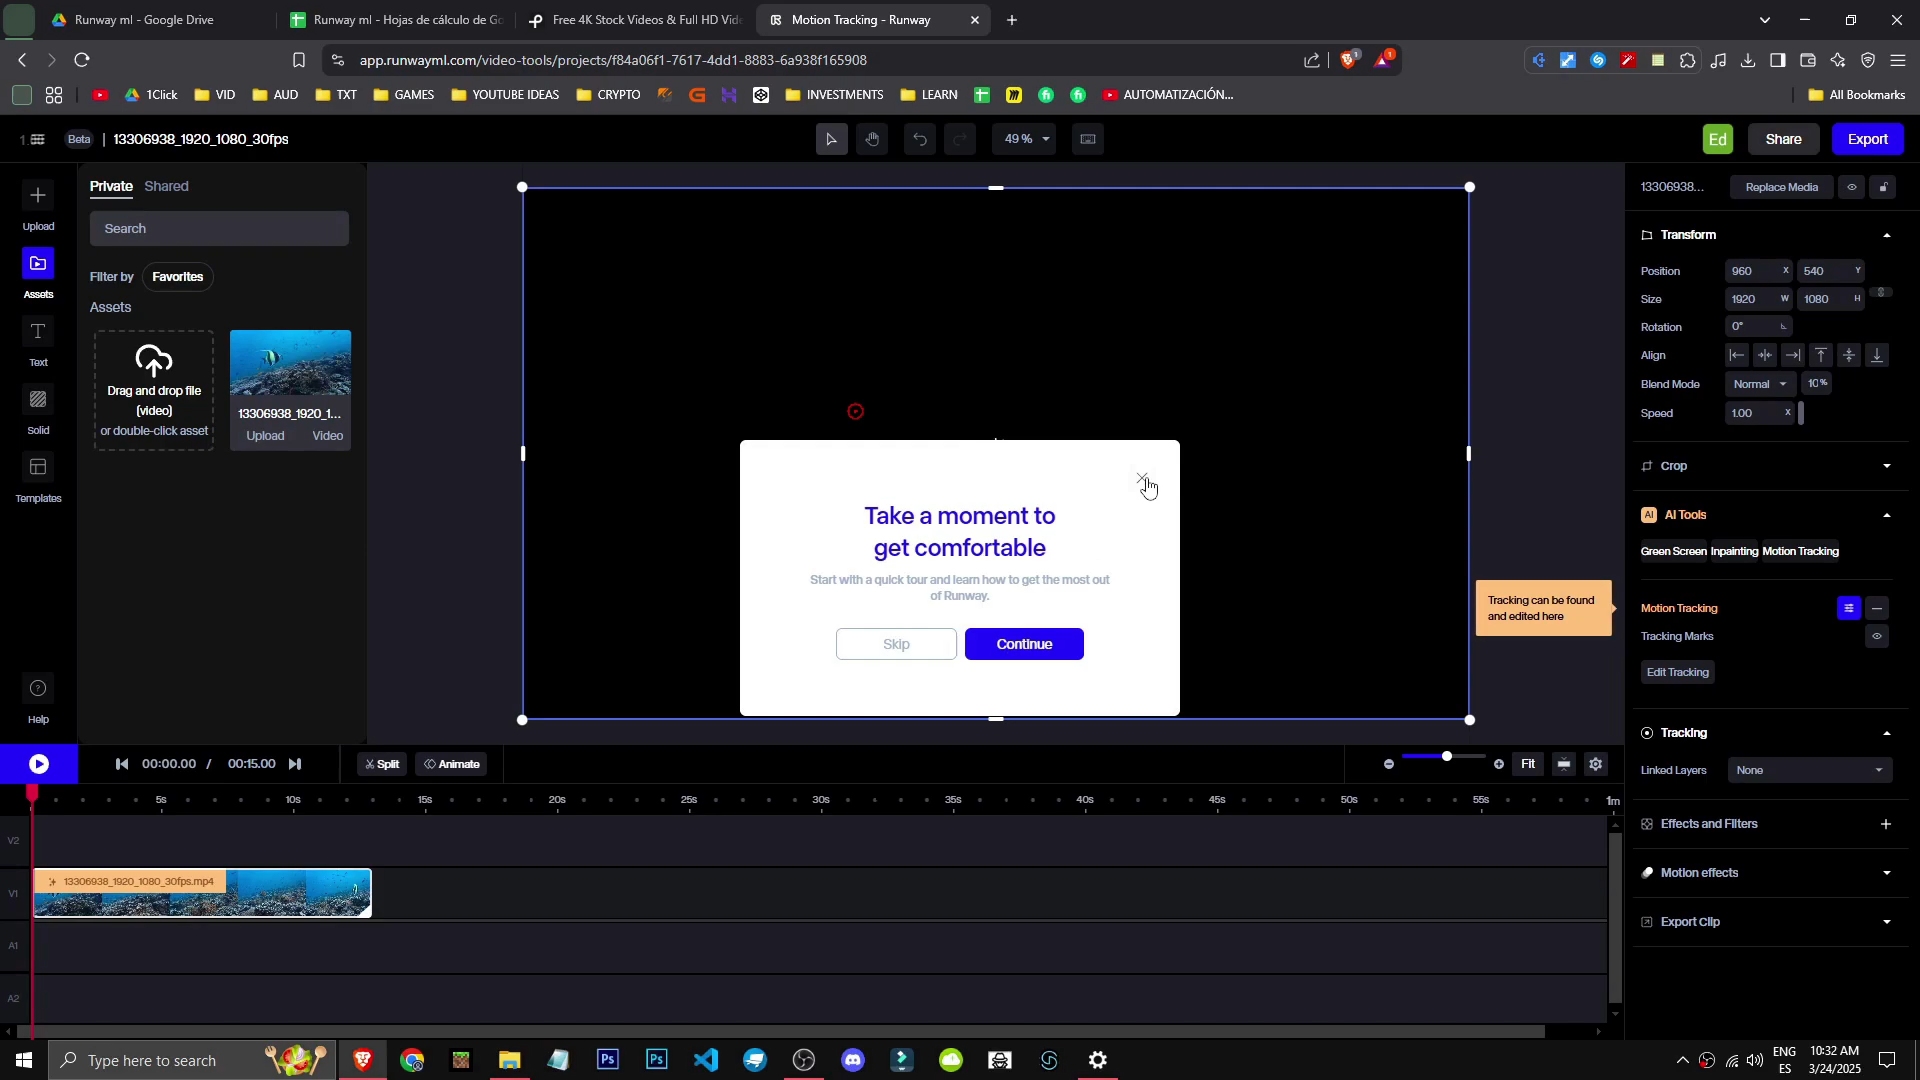 Runway ml - Google Drive
Runway ml - Hojas de cálculo de Go
Free 4K Stock Videos & Full HD Vide
Motion Tracking - Runway
app.runwayml.com/video-tools/projects/f84a06f1-7617-4dd1-8883-6a938f165908
1
1
1Click
VID
AUD
TXT
GAMES
YOUTUBE IDEAS
CRYPTO
INVESTMENTS
LEARN
AUTOMATIZACIÓN...
All Bookmarks
Beta | 13306938_1920_1080_30fps
49 %
Ed
Share
Export
Upload
Assets
Text
Solid
Templates
Help
Private
Shared
Search
Filter by
Favorites
Assets
Drag and drop file
(video)
or double-click asset
13306938_1920_1...
Upload
Video
Take a moment to
get comfortable
Start with a quick tour and learn how to get the most out
of Runway.
Skip
Continue
Tracking can be found
and edited here
13306938...
Replace Media
Transform
Position
960 X
540 Y
Size
1920 W
1080 H
Rotation
0°
Align
Blend Mode
Normal
10%
Speed
1.00 X
Crop
AI
AI Tools
Green Screen
Inpainting
Motion Tracking
Motion Tracking
Tracking Marks
Edit Tracking
Tracking
Linked Layers
None
Effects and Filters
Motion effects
Export Clip
00:00.00 / 00:15.00
Split
Animate
Fit
5s
10s
15s
20s
25s
30s
35s
40s
45s
50s
55s
1m
V2
V1
13306938_1920_1080_30fps.mp4
A1
A2
Type here to search
Ps
Ps
ENG
ES
10:32 AM
3/24/2025